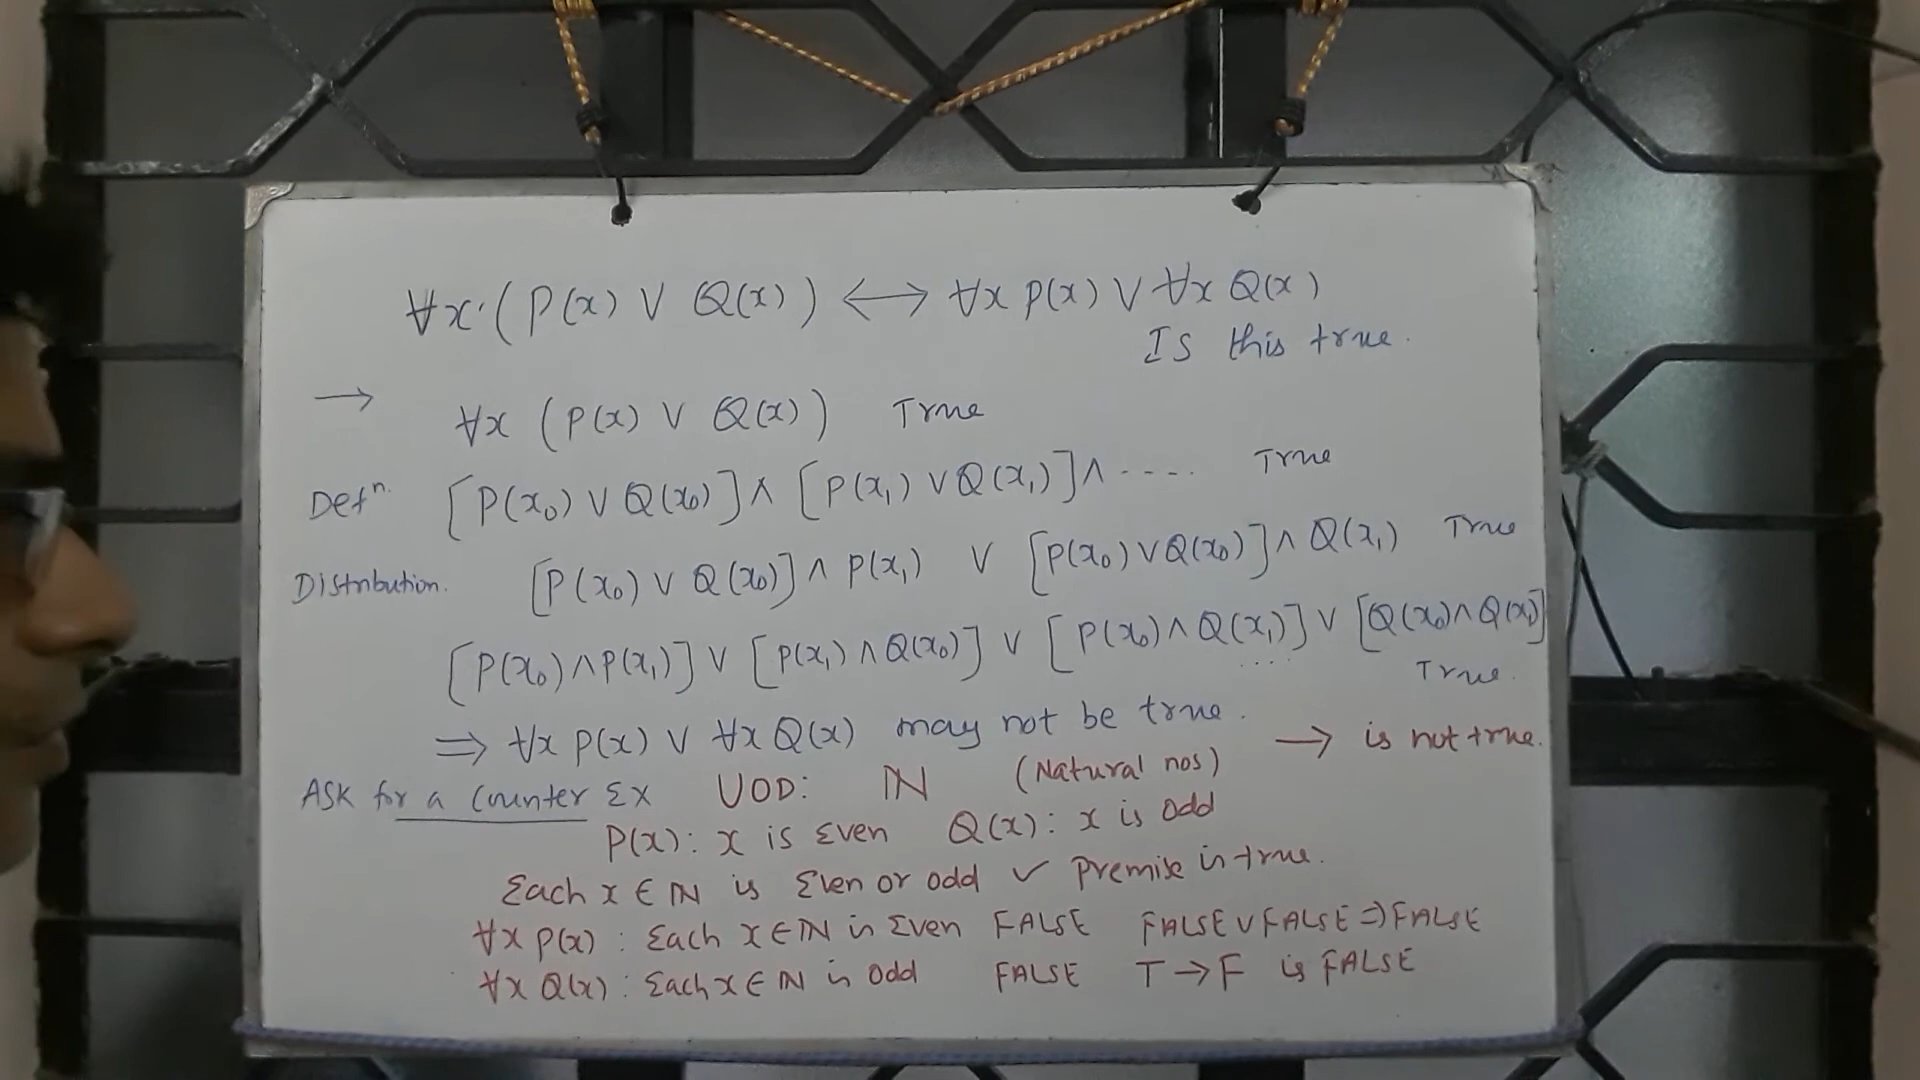 ∀x (P(x) ∨ Q(x)) ⟷ ∀x P(x) ∨ ∀x Q(x)
Is this true.
→ ∀x (P(x) ∨ Q(x)) True
Defn. [P(x₀) ∨ Q(x₀)] ∧ [P(x₁) ∨ Q(x₁)] ∧ ---- True
Distribution. [P(x₀) ∨ Q(x₀)] ∧ P(x₁) ∨ [P(x₀) ∨ Q(x₀)] ∧ Q(x₁) True
[P(x₀) ∧ P(x₁)] ∨ [P(x₁) ∧ Q(x₀)] ∨ [P(x₀) ∧ Q(x₁)] ∨ [Q(x₀) ∧ Q(x₁)]
.... True.
⇒ ∀x P(x) ∨ ∀x Q(x) may not be true. → is not true.
Ask for a Counter Ex UOD: ℕ (Natural nos)
P(x): x is Even Q(x): x is odd
Each x ∈ ℕ is Even or odd ✓ Premise is true.
∀x P(x): Each x ∈ ℕ is Even FALSE FALSE ∨ FALSE ⇒ FALSE
∀x Q(x): Each x ∈ ℕ is odd FALSE T → F is FALSE